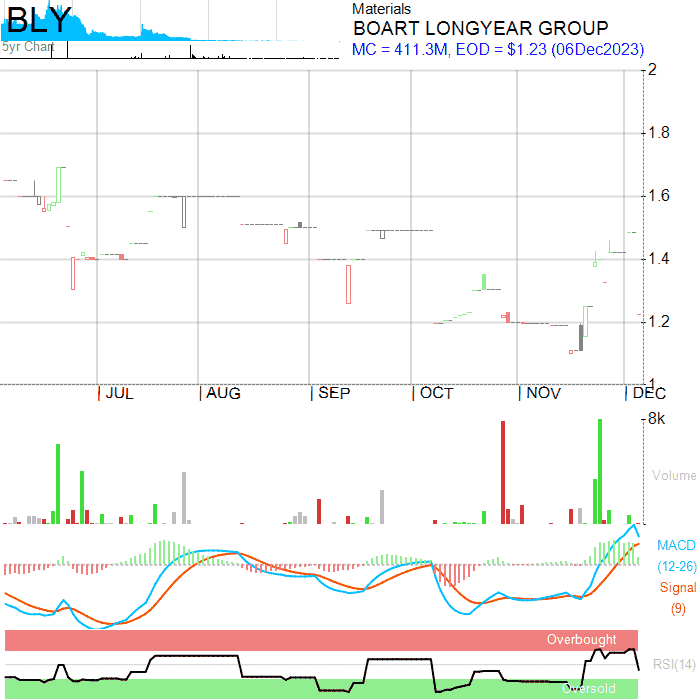 BLY
5yr Chart
Materials
BOART LONGYEAR GROUP
MC = 411.3M, EOD = $1.23 (06Dec2023)
2
1.8
1.6
1.4
1.2
1
JUL
AUG
SEP
OCT
NOV
DEC
8k
Volume
MACD
(12-26)
Signal
(9)
Overbought
RSI(14)
Oversold